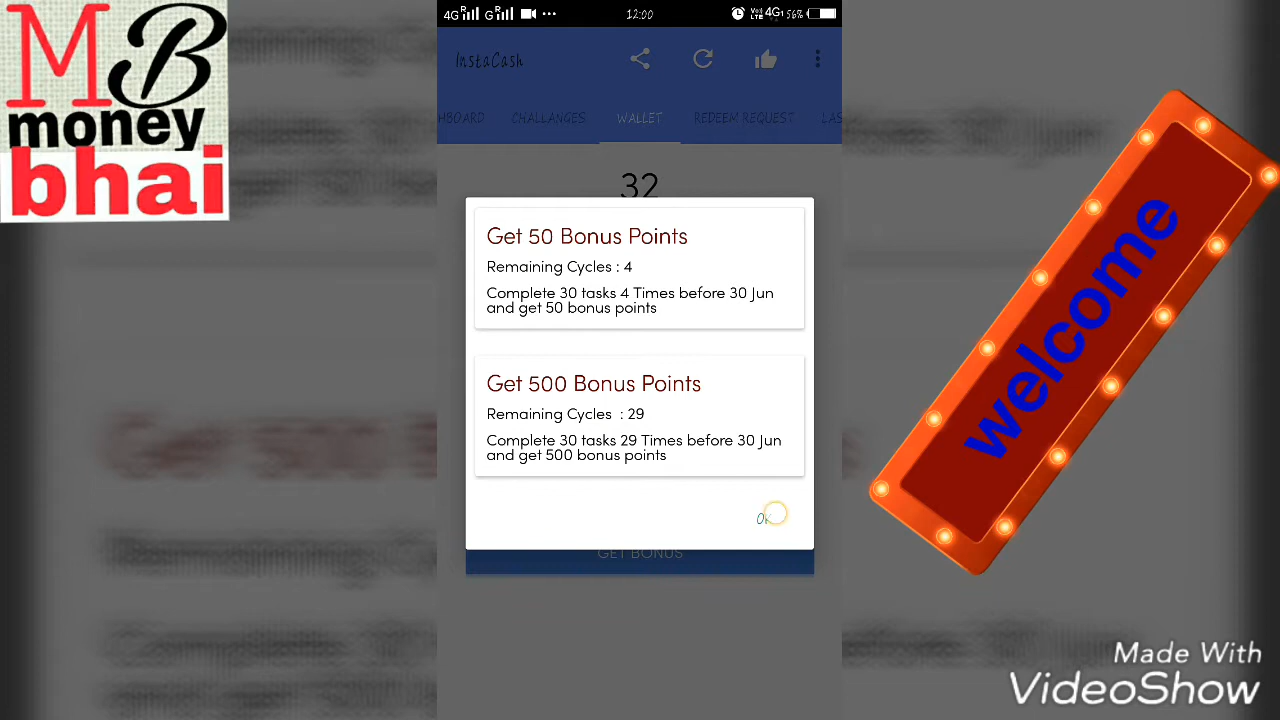 MB
money
bhai
4G G 12:00 4G 56%
InstaCash
HBOARD CHALLANGES WALLET REDEEM REQUEST LAS
32
Get 50 Bonus Points
Remaining Cycles : 4
Complete 30 tasks 4 Times before 30 Jun
and get 50 bonus points
Get 500 Bonus Points
Remaining Cycles : 29
Complete 30 tasks 29 Times before 30 Jun
and get 500 bonus points
OK
GET BONUS
welcome
Made With
VideoShow